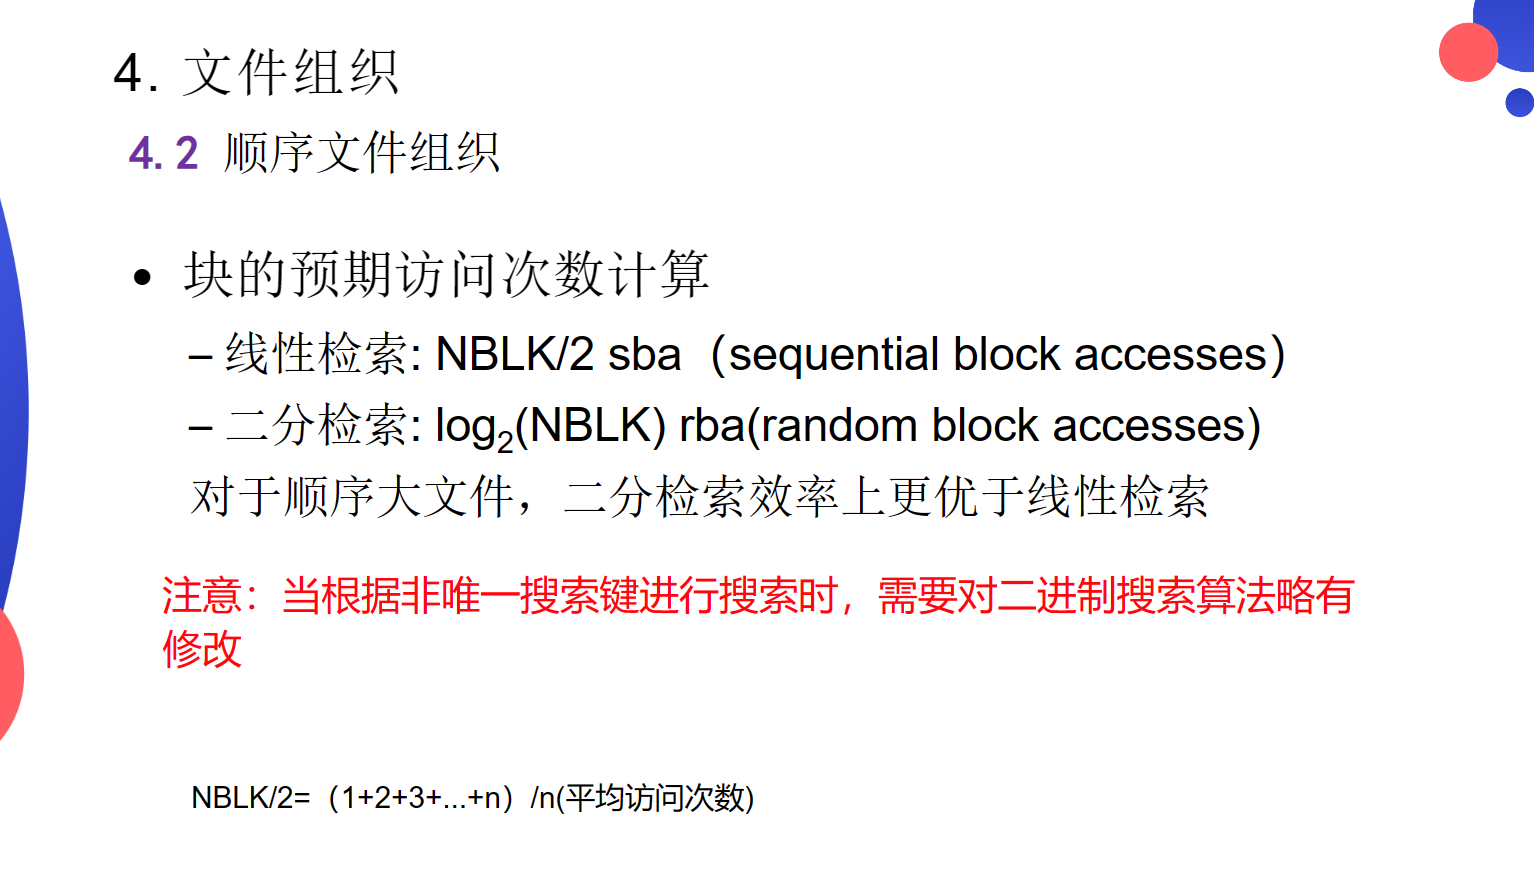 4. 文件组织
4.2 顺序文件组织
• 块的预期访问次数计算
– 线性检索: NBLK/2 sba（sequential block accesses）
– 二分检索: log₂(NBLK) rba(random block accesses)
对于顺序大文件，二分检索效率上更优于线性检索
注意：当根据非唯一搜索键进行搜索时，需要对二进制搜索算法略有
修改
NBLK/2=（1+2+3+...+n）/n(平均访问次数)